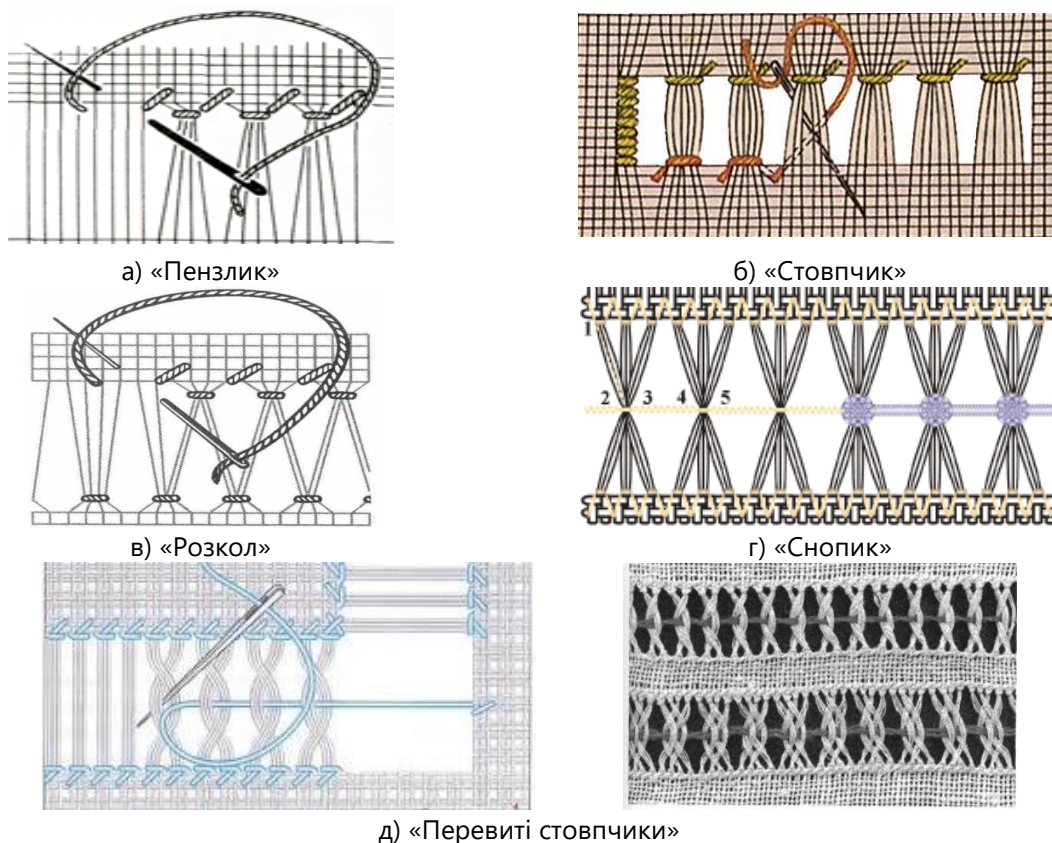 а) «Пензлик»
б) «Стовпчик»
1
2 3 4 5
в) «Розкол»
г) «Снопик»
д) «Перевиті стовпчики»